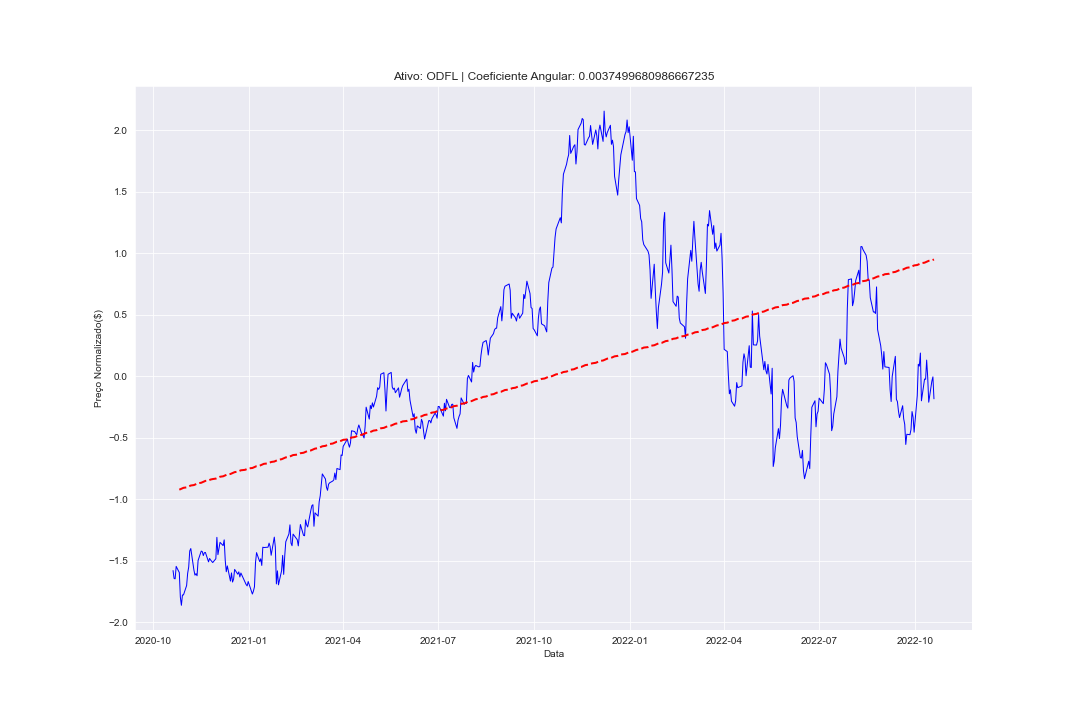 Ativo: ODFL | Coeficiente Angular: 0.0037499680986667235
Preço Normalizado($)
2.0
1.5
1.0
0.5
0.0
−0.5
−1.0
−1.5
−2.0
2020-10 2021-01 2021-04 2021-07 2021-10 2022-01 2022-04 2022-07 2022-10
Data